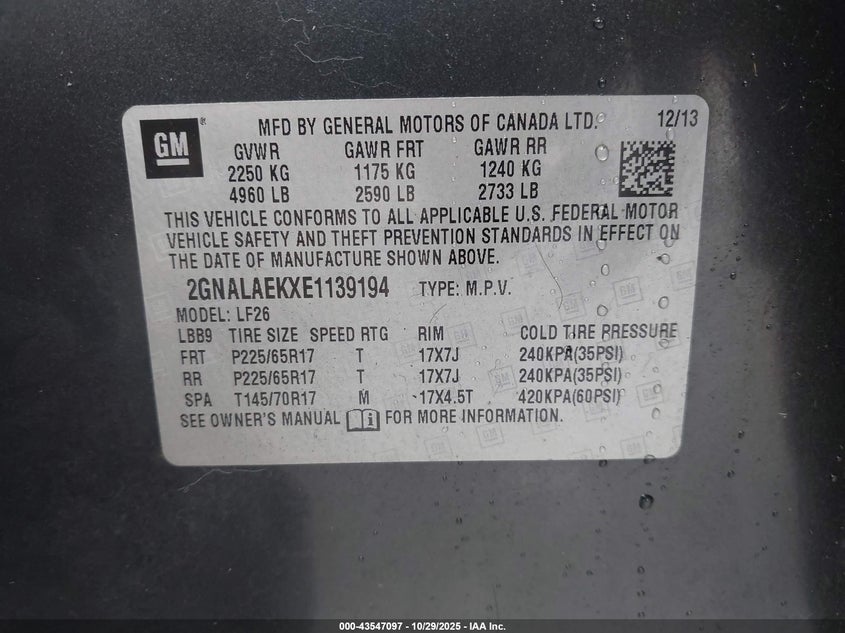 GM ® MFD BY GENERAL MOTORS OF CANADA LTD. 12/13
GVWR GAWR FRT GAWR RR
2250 KG 1175 KG 1240 KG
4960 LB 2590 LB 2733 LB
THIS VEHICLE CONFORMS TO ALL APPLICABLE U.S. FEDERAL MOTOR
VEHICLE SAFETY AND THEFT PREVENTION STANDARDS IN EFFECT ON
THE DATE OF MANUFACTURE SHOWN ABOVE.
2GNALAEKXE1139194 TYPE: M.P.V.
MODEL: LF26
LBB9 TIRE SIZE SPEED RTG RIM COLD TIRE PRESSURE
FRT P225/65R17 T 17X7J 240KPA(35PSI)
RR P225/65R17 T 17X7J 240KPA(35PSI)
SPA T145/70R17 M 17X4.5T 420KPA(60PSI)
SEE OWNER'S MANUAL FOR MORE INFORMATION.
000-43547097 - 10/29/2025 - IAA Inc.